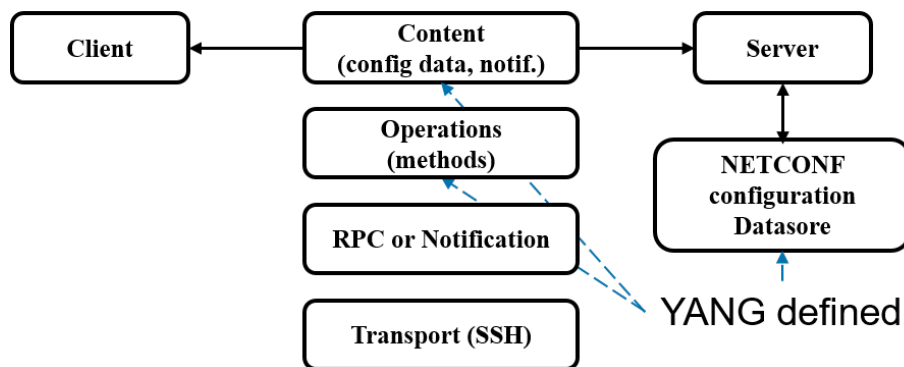 Client
Content
(config data, notif.)
Server
Operations
(methods)
NETCONF
configuration
Datasore
RPC or Notification
YANG defined
Transport (SSH)